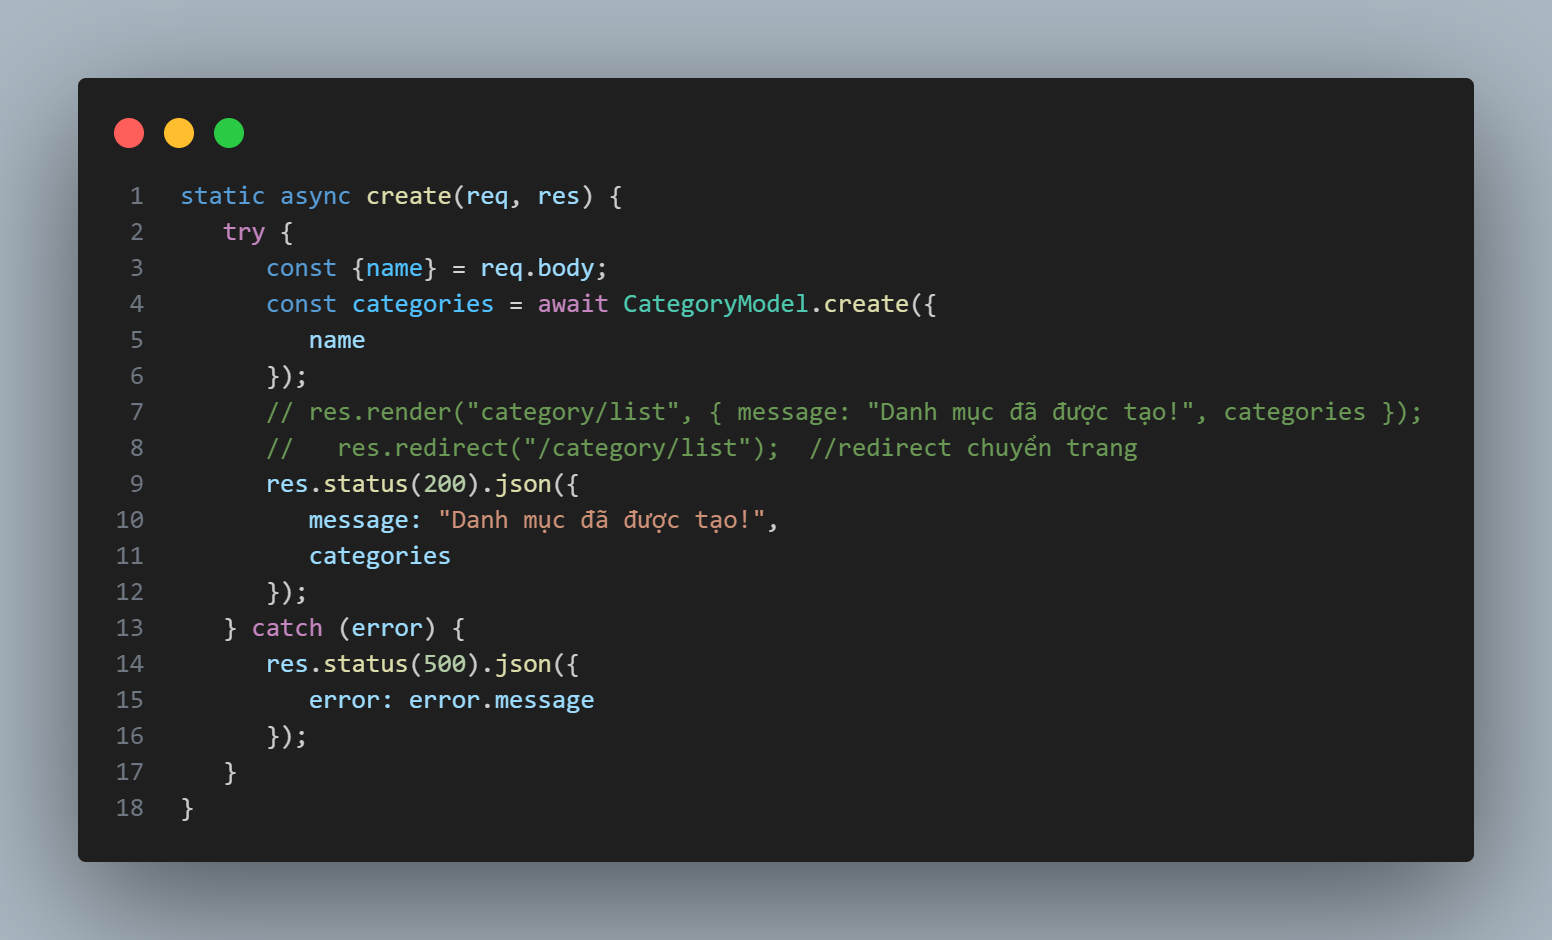 1 static async create(req, res) {
2    try {
3       const {name} = req.body;
4       const categories = await CategoryModel.create({
5          name
6       });
7       // res.render("category/list", { message: "Danh mục đã được tạo!", categories });
8       //   res.redirect("/category/list");  //redirect chuyển trang
9       res.status(200).json({
10          message: "Danh mục đã được tạo!",
11          categories
12       });
13    } catch (error) {
14       res.status(500).json({
15          error: error.message
16       });
17    }
18 }